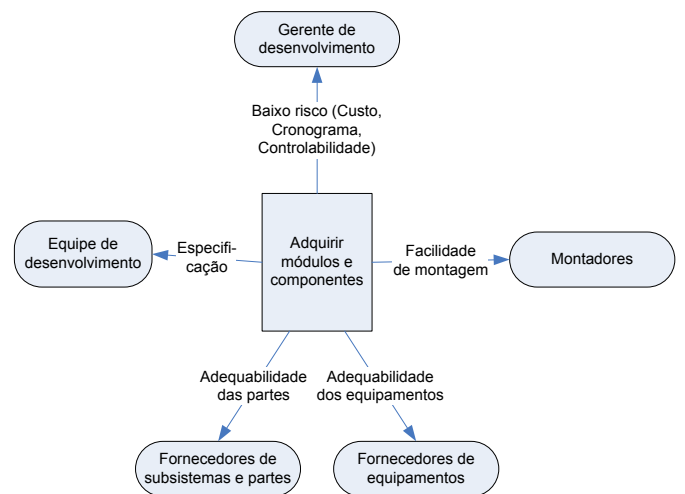 Gerente de
desenvolvimento
Baixo risco (Custo,
Cronograma,
Controlabilidade)
Equipe de
desenvolvimento
Especifi-
cação
Adquirir
módulos e
componentes
Facilidade
de montagem
Montadores
Adequabilidade
das partes
Adequabilidade
dos equipamentos
Fornecedores de
subsistemas e partes
Fornecedores de
equipamentos